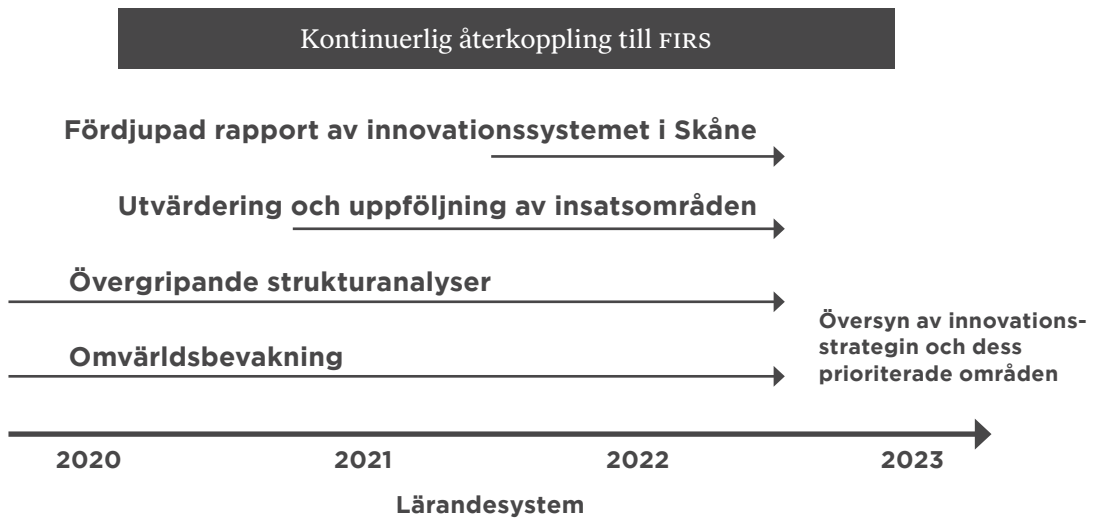 Kontinuerlig återkoppling till FIRS
Fördjupad rapport av innovationssystemet i Skåne
Utvärdering och uppföljning av insatsområden
Övergripande strukturanalyser
Omvärldsbevakning
Översyn av innovations-
strategin och dess
prioriterade områden
2020 2021 2022 2023
Lärandesystem